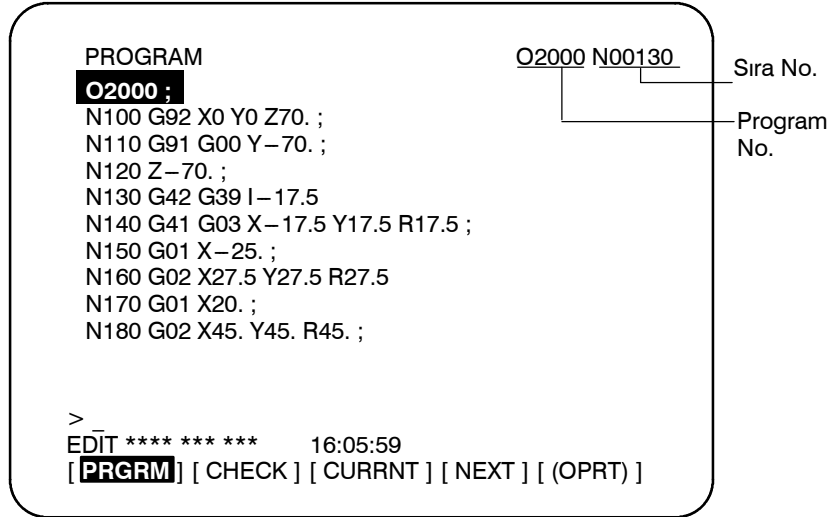 PROGRAM O2000 N00130
Sıra No.
O2000 ;
N100 G92 X0 Y0 Z70. ;
Program
No.
N110 G91 G00 Y−70. ;
N120 Z−70. ;
N130 G42 G39 I−17.5
N140 G41 G03 X−17.5 Y17.5 R17.5 ;
N150 G01 X−25. ;
N160 G02 X27.5 Y27.5 R27.5
N170 G01 X20. ;
N180 G02 X45. Y45. R45. ;
> _
EDIT **** *** *** 16:05:59
[ PRGRM ] [ CHECK ] [ CURRNT ] [ NEXT ] [ (OPRT) ]